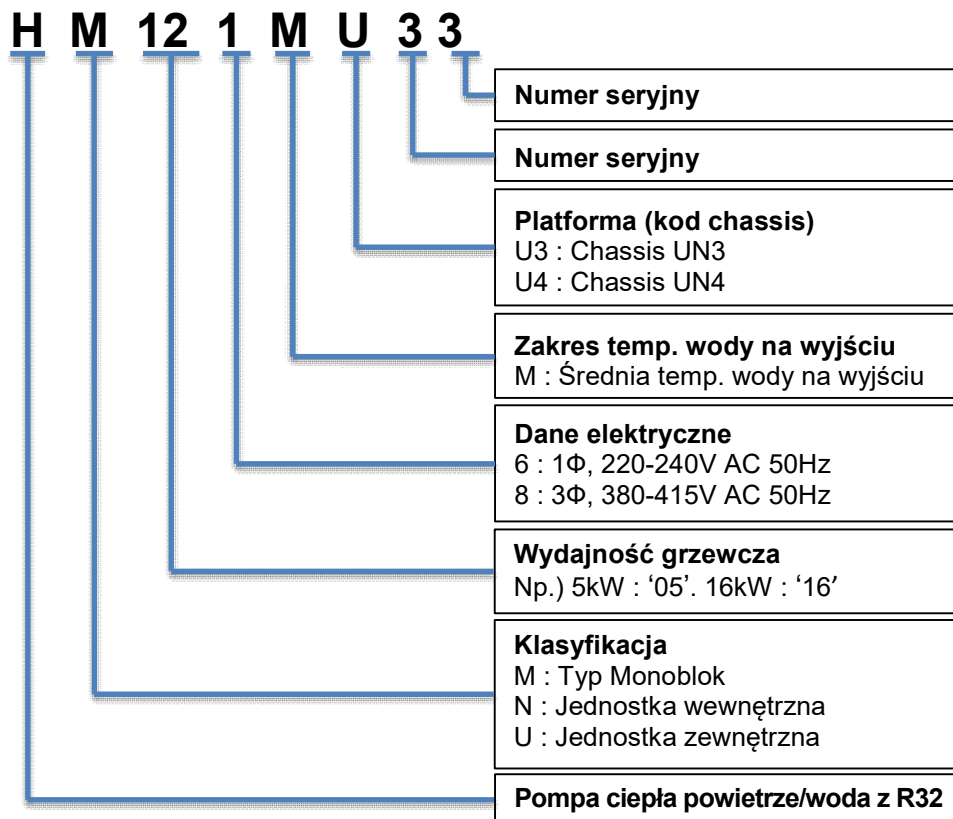 H M 12 1 M U 3 3
Numer seryjny
Numer seryjny
Platforma (kod chassis)
U3 : Chassis UN3
U4 : Chassis UN4
Zakres temp. wody na wyjściu
M : Średnia temp. wody na wyjściu
Dane elektryczne
6 : 1Φ, 220-240V AC 50Hz
8 : 3Φ, 380-415V AC 50Hz
Wydajność grzewcza
Np.) 5kW : ‘05’. 16kW : ‘16’
Klasyfikacja
M : Typ Monoblok
N : Jednostka wewnętrzna
U : Jednostka zewnętrzna
Pompa ciepła powietrze/woda z R32